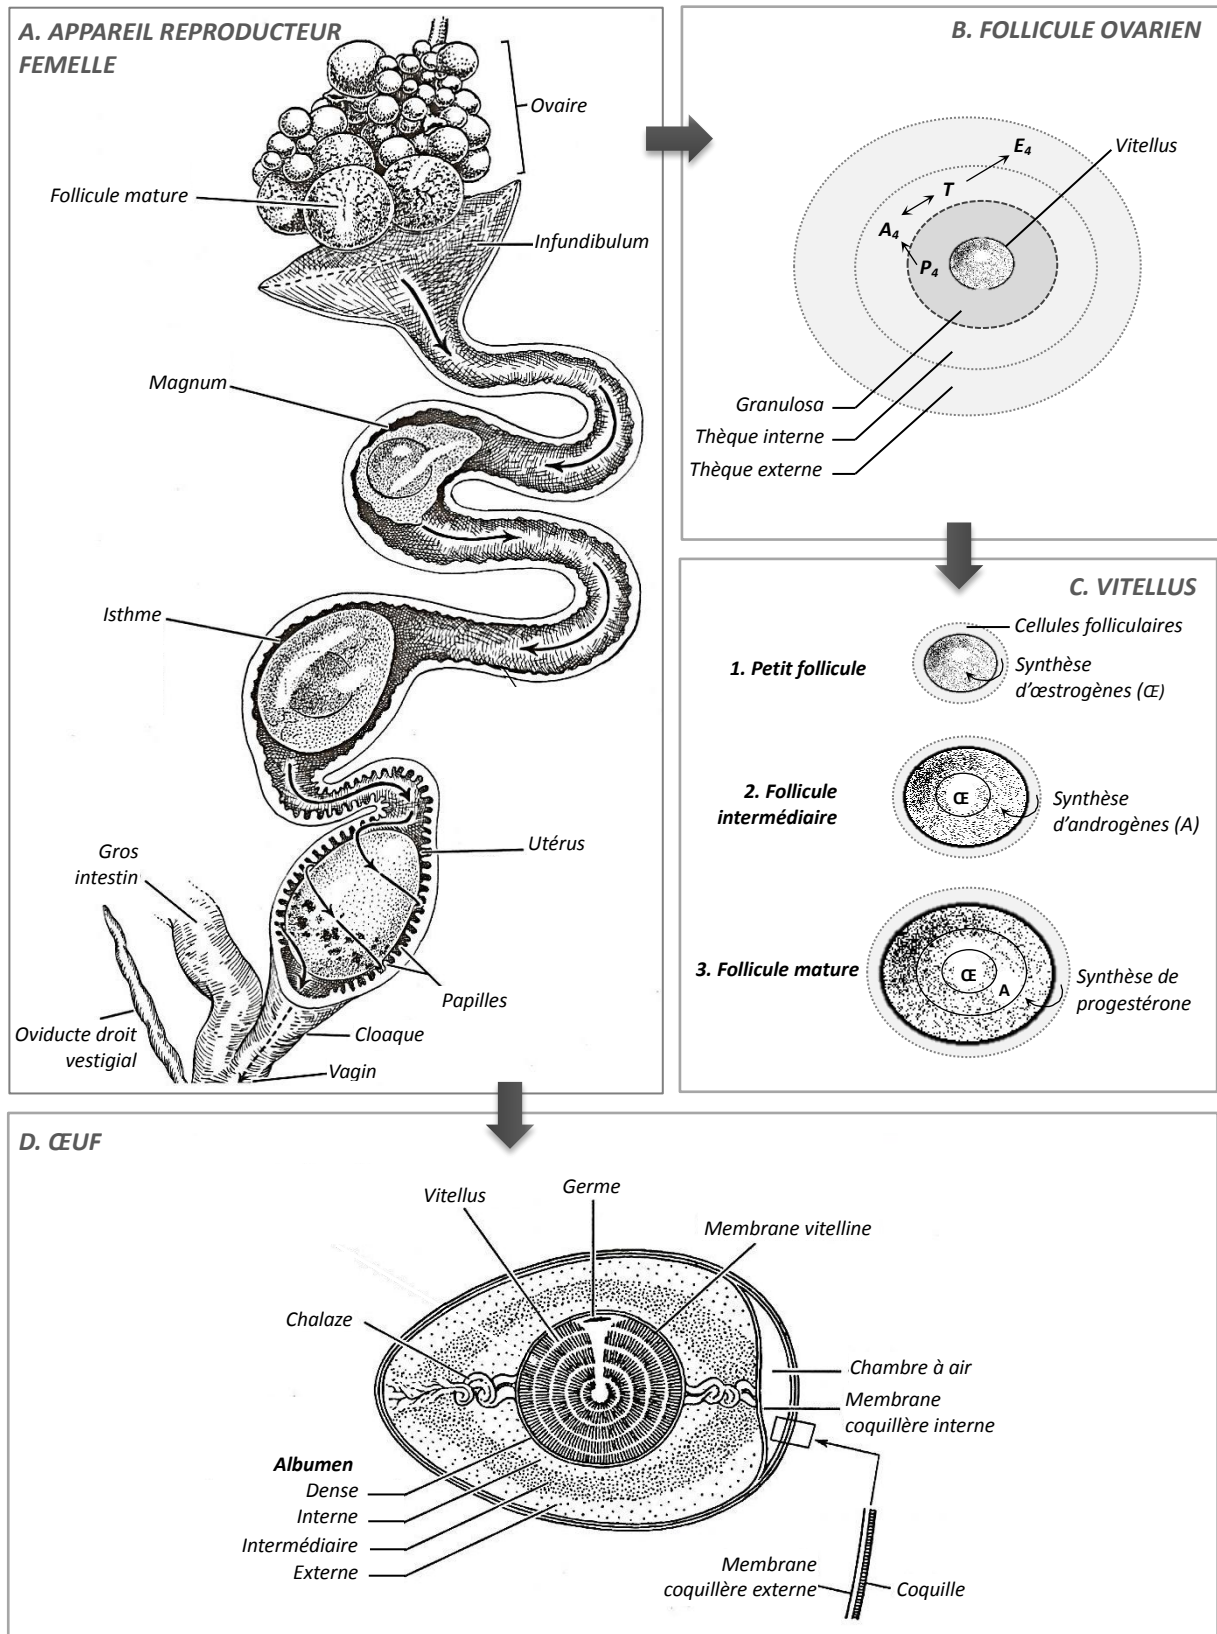 A. APPAREIL REPRODUCTEUR
FEMELLE
Ovaire
Follicule mature
Infundibulum
Magnum
Isthme
Gros
intestin
Utérus
Papilles
Oviducte droit
vestigial
Cloaque
Vagin
B. FOLLICULE OVARIEN
E4
Vitellus
T
A4
P4
Granulosa
Thèque interne
Thèque externe
C. VITELLUS
Cellules folliculaires
1. Petit follicule
Synthèse
d'œstrogènes (Œ)
2. Follicule
intermédiaire
Œ
Synthèse
d'androgènes (A)
3. Follicule mature
Œ
A
Synthèse de
progestérone
D. ŒUF
Vitellus
Germe
Membrane vitelline
Chalaze
Chambre à air
Membrane
coquillère interne
Albumen
Dense
Interne
Intermédiaire
Externe
Membrane
coquillère externe
Coquille